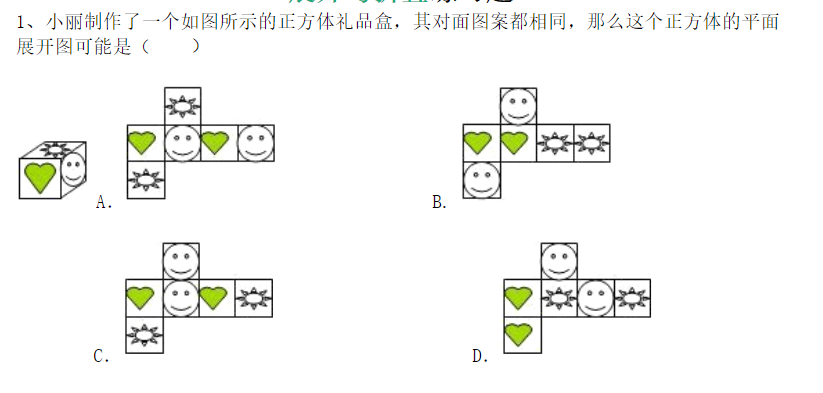 1、小丽制作了一个如图所示的正方体礼品盒，其对面图案都相同，那么这个正方体的平面
展开图可能是（　　）
A.
B.
C.
D.